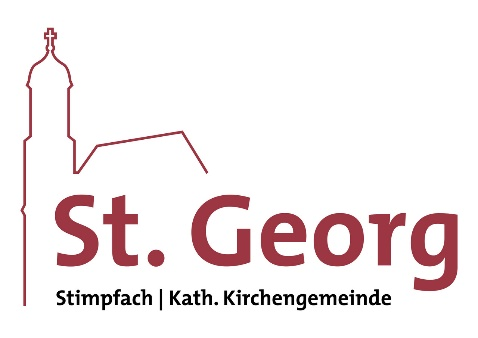 St. Georg
Stimpfach | Kath. Kirchengemeinde